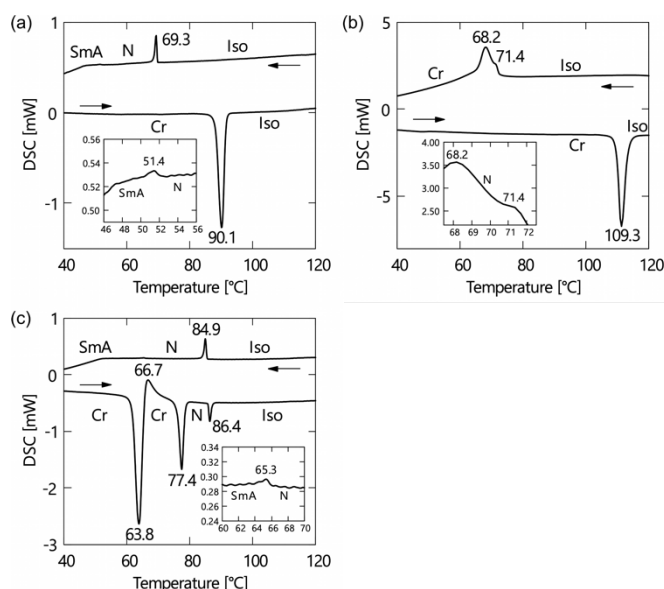 (a)
1
SmA
N
69.3
Iso
DSC [mW]
0
Cr
Iso
0.56
0.54
0.52
0.50
51.4
SmA
N
46 48 50 52 54 56
-1
90.1
40
60
80
100
120
Temperature [°C]
(b)
5
68.2
71.4
Cr
Iso
DSC [mW]
0
Cr
Iso
4.00
3.50
3.00
2.50
68.2
N
71.4
67 68 69 70 71 72
-5
109.3
40
60
80
100
120
Temperature [°C]
(c)
1
84.9
SmA
N
Iso
DSC [mW]
0
66.7
Cr
Cr
N
Iso
86.4
-1
77.4
0.34
0.32
0.30
0.28
0.26
0.24
65.3
SmA
N
60 62 64 66 68 70
-2
63.8
-3
40
60
80
100
120
Temperature [°C]